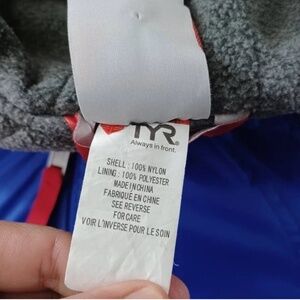 TYR
Always in front.
SHELL : 100% NYLON
LINING : 100% POLYESTER
MADE IN CHINA
FABRIQUÉ EN CHINE
SEE REVERSE
FOR CARE
VOIR L'INVERSE POUR LE SOIN